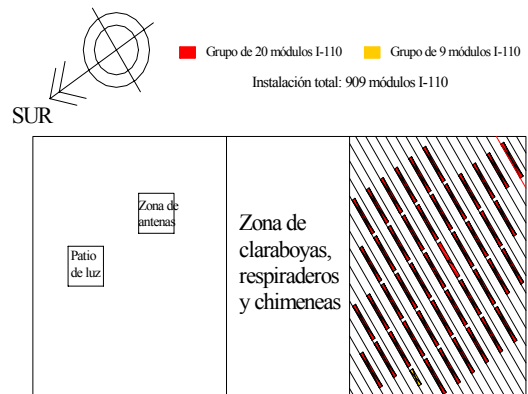 Grupo de 20 módulos I-110
Grupo de 9 módulos I-110
Instalación total: 909 módulos I-110
SUR
Zona de
antenas
Patio
de luz
Zona de
claraboyas,
respiraderos
y chimeneas